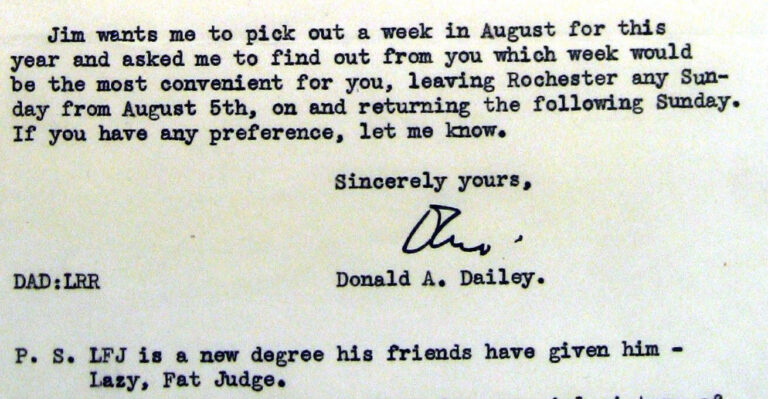 Jim wants me to pick out a week in August for this
year and asked me to find out from you which week would
be the most convenient for you, leaving Rochester any Sun-
day from August 5th, on and returning the following Sunday.
If you have any preference, let me know.
Sincerely yours,
DAD:LRR Donald A. Dailey.
P. S. LFJ is a new degree his friends have given him -
Lazy, Fat Judge.